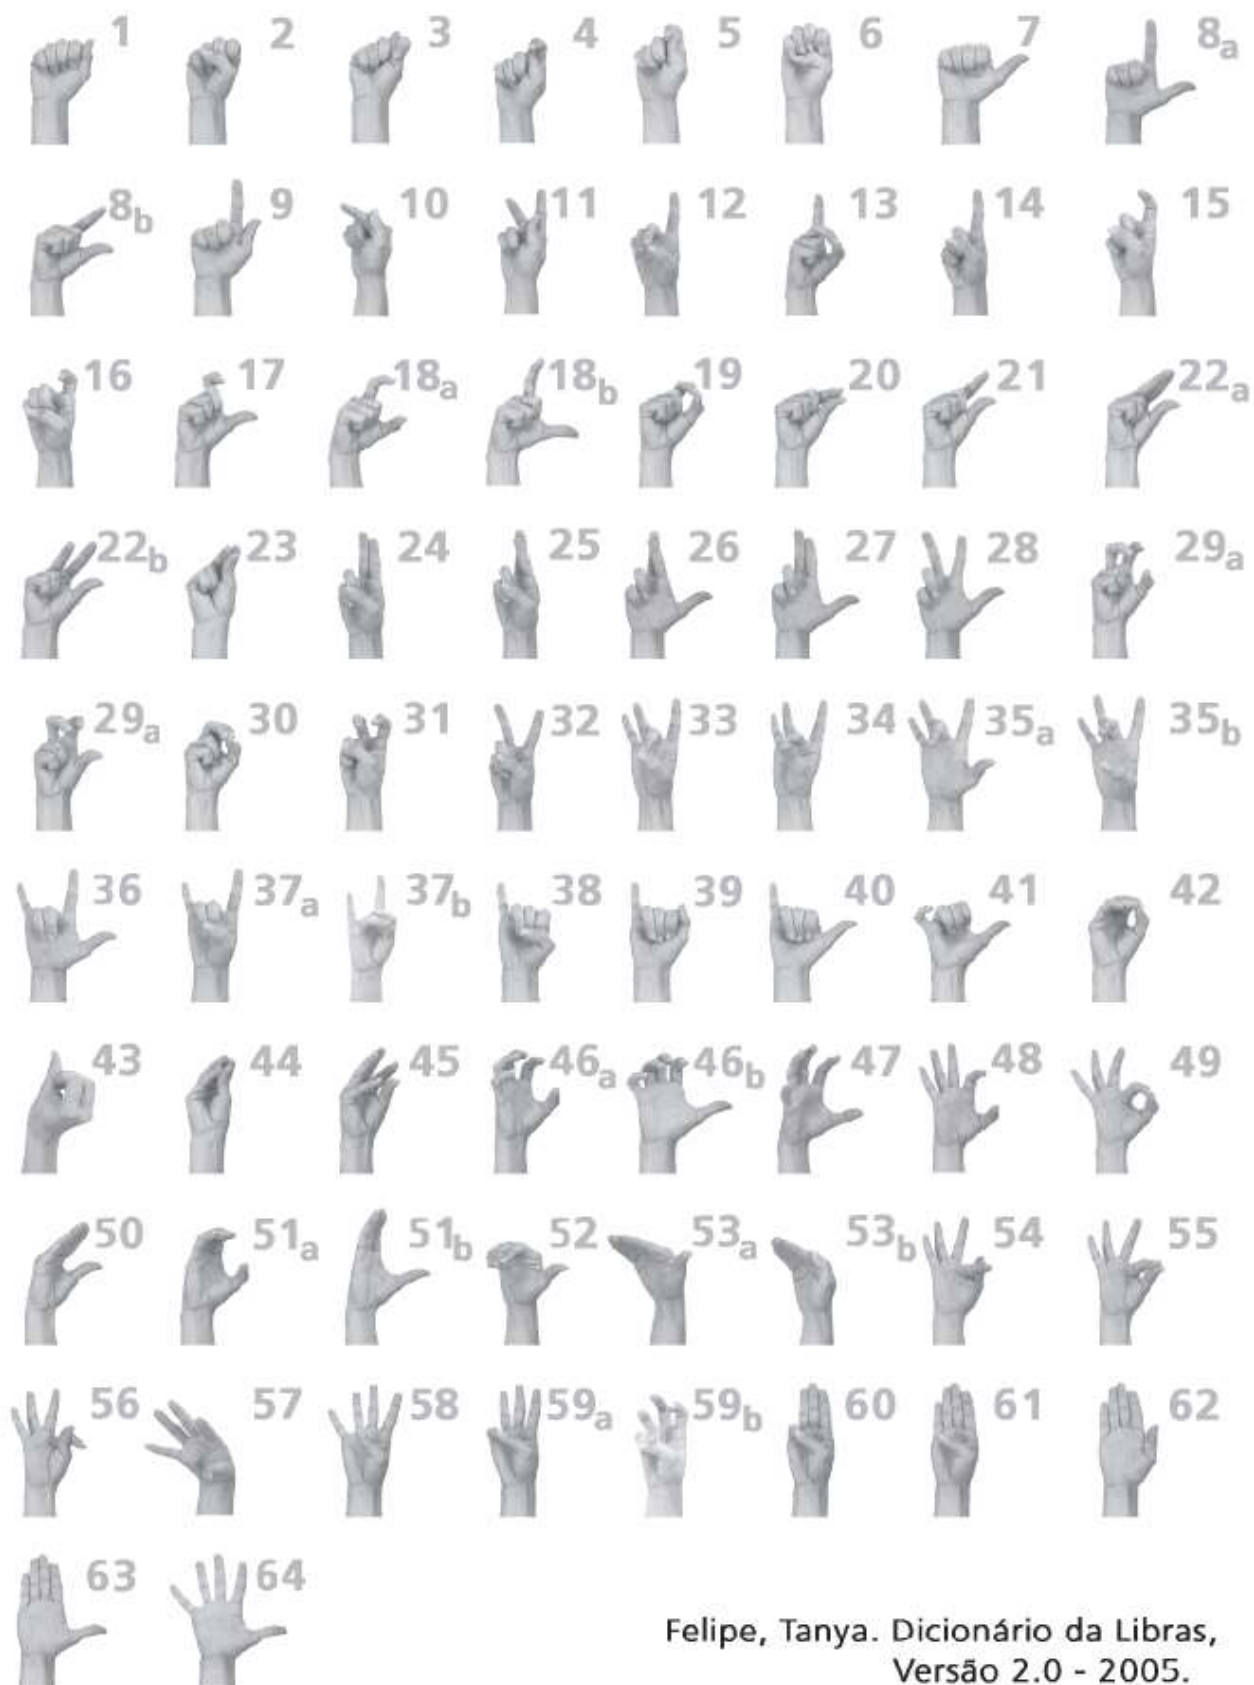 1 2 3 4 5 6 7 8a
8b 9 10 11 12 13 14 15
16 17 18a 18b 19 20 21 22a
22b 23 24 25 26 27 28 29a
29a 30 31 32 33 34 35a 35b
36 37a 37b 38 39 40 41 42
43 44 45 46a 46b 47 48 49
50 51a 51b 52 53a 53b 54 55
56 57 58 59a 59b 60 61 62
63 64
Felipe, Tanya. Dicionário da Libras,
Versão 2.0 - 2005.